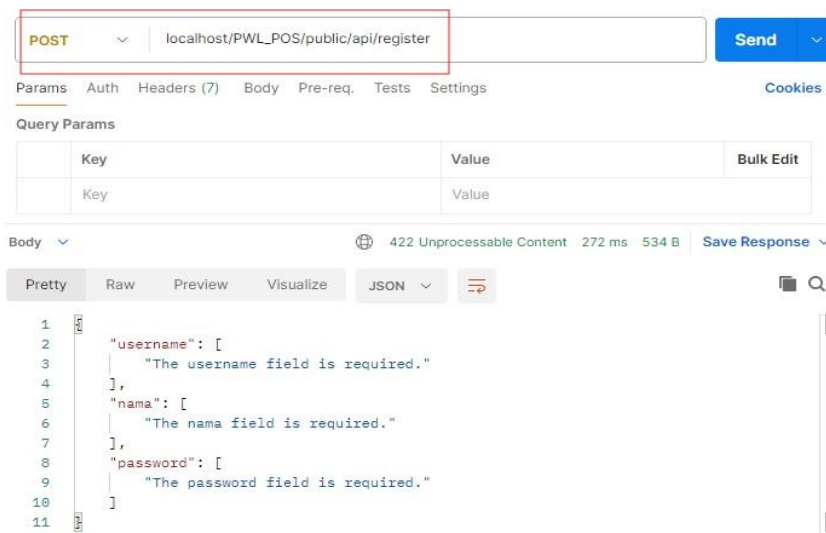 POST localhost/PWL_POS/public/api/register Send
Params Auth Headers (7) Body Pre-req. Tests Settings Cookies
Query Params
Key Value Bulk Edit
Key Value
Body 422 Unprocessable Content 272 ms 534 B Save Response
Pretty Raw Preview Visualize JSON
1 {
2 "username": [
3 "The username field is required."
4 ],
5 "nama": [
6 "The nama field is required."
7 ],
8 "password": [
9 "The password field is required."
10 ]
11 }